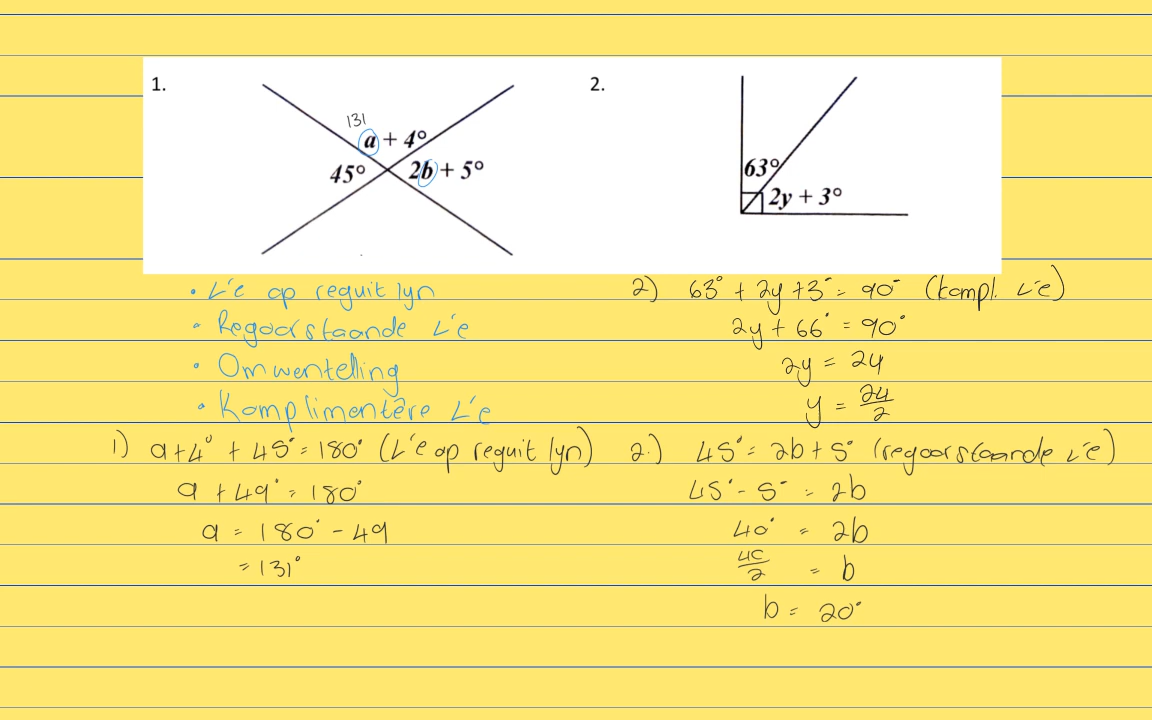 1.
2.
131
a + 4°
45°
2b + 5°
63°
2y + 3°
• ∠'e op reguit lyn
• Regoorstaande ∠'e
• Omwentelling
• Komplimentêre ∠'e
2) 63° + 2y + 3° = 90° (kompl. ∠'e)
2y + 66° = 90°
2y = 24
y = 24/2
1) a + 4° + 45° = 180° (∠'e op reguit lyn)
a + 49° = 180°
a = 180° - 49
= 131°
2.) 45° = 2b + 5° (regoorstaande ∠'e)
45° - 5° = 2b
40° = 2b
40/2 = b
b = 20°